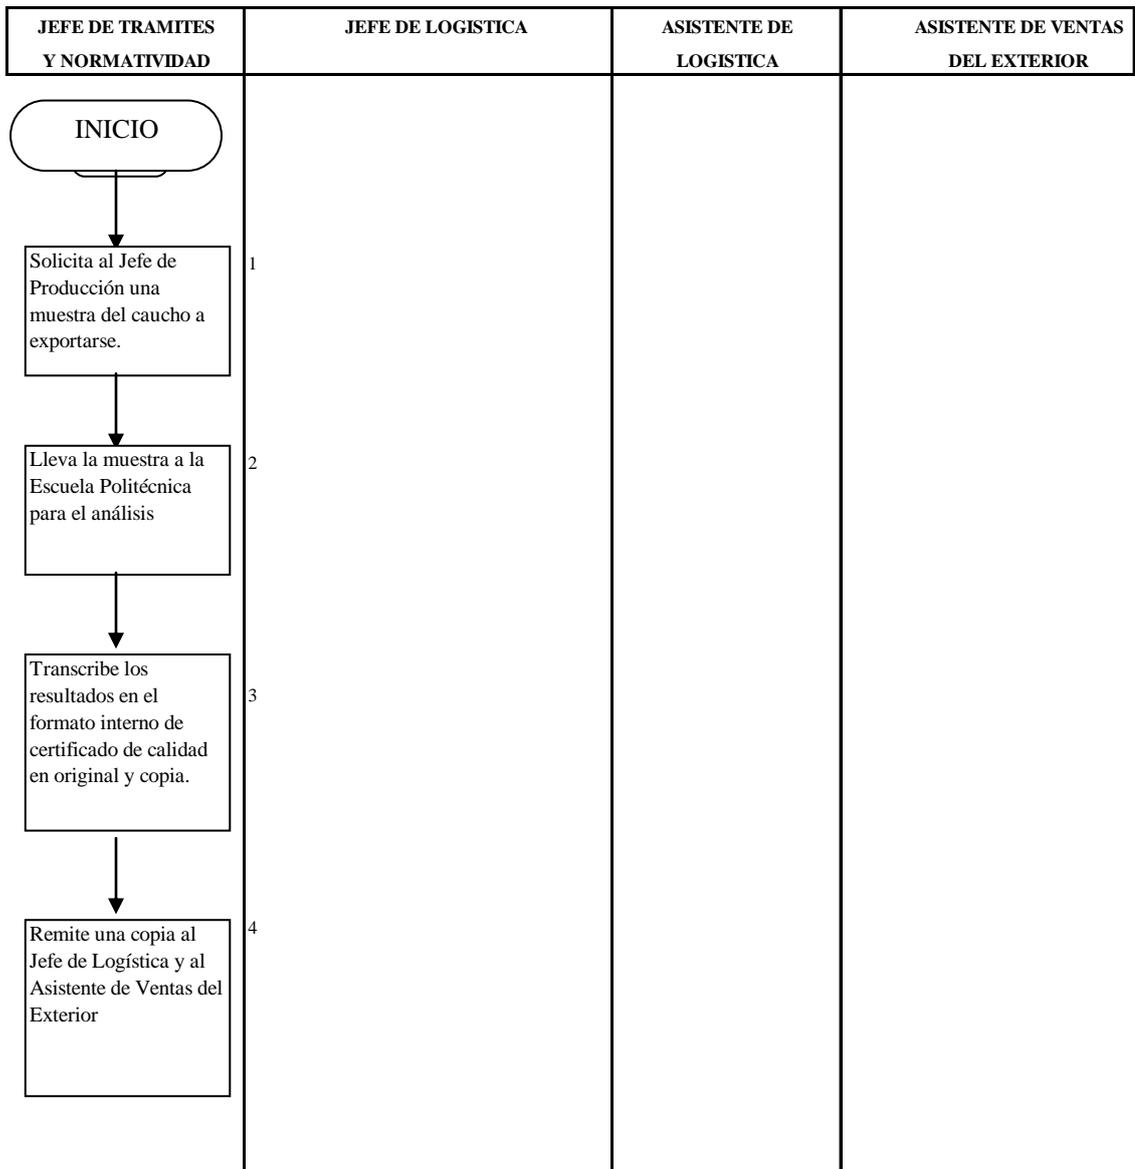 JEFE DE TRAMITES
Y NORMATIVIDAD
JEFE DE LOGISTICA
ASISTENTE DE
LOGISTICA
ASISTENTE DE VENTAS
DEL EXTERIOR
INICIO
Solicita al Jefe de
Producción una
muestra del caucho a
exportarse.
1
Lleva la muestra a la
Escuela Politécnica
para el análisis
2
Transcribe los
resultados en el
formato interno de
certificado de calidad
en original y copia.
3
Remite una copia al
Jefe de Logística y al
Asistente de Ventas del
Exterior
4